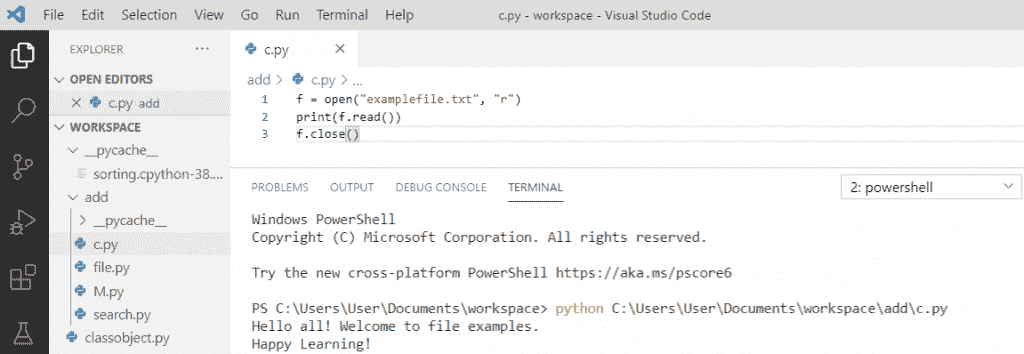 File Edit Selection View Go Run Terminal Help c.py - workspace - Visual Studio Code
EXPLORER ...
c.py
OPEN EDITORS
c.py add
WORKSPACE
__pycache__
sorting.cpython-38....
add
__pycache__
c.py
file.py
M.py
search.py
classobject.py
add > c.py > ...
1 f = open("examplefile.txt", "r")
2 print(f.read())
3 f.close()
PROBLEMS OUTPUT DEBUG CONSOLE TERMINAL 2: powershell
Windows PowerShell
Copyright (C) Microsoft Corporation. All rights reserved.
Try the new cross-platform PowerShell https://aka.ms/pscore6
PS C:\Users\User\Documents\workspace> python C:\Users\User\Documents\workspace\add\c.py
Hello all! Welcome to file examples.
Happy Learning!